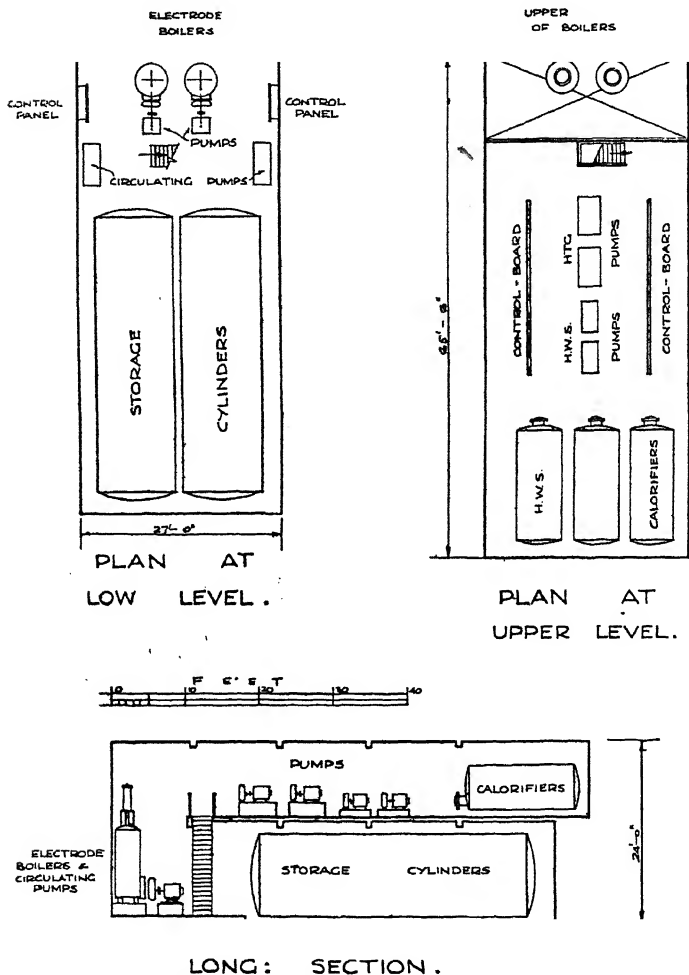 ELECTRODE
BOILERS
CONTROL
PANEL
CONTROL
PANEL
PUMPS
CIRCULATING PUMPS
STORAGE
CYLINDERS
27'-0"
PLAN AT
LOW LEVEL.
UPPER
OF BOILERS
CONTROL-BOARD
HTG
PUMPS
H.W.S.
PUMPS
CONTROL-BOARD
H.W.S.
CALORIFIERS
PLAN AT
UPPER LEVEL.
FEET
0 10 20 30 40
PUMPS
CALORIFIERS
ELECTRODE
BOILERS &
CIRCULATING
PUMPS
STORAGE CYLINDERS
24'-0"
LONG: SECTION.